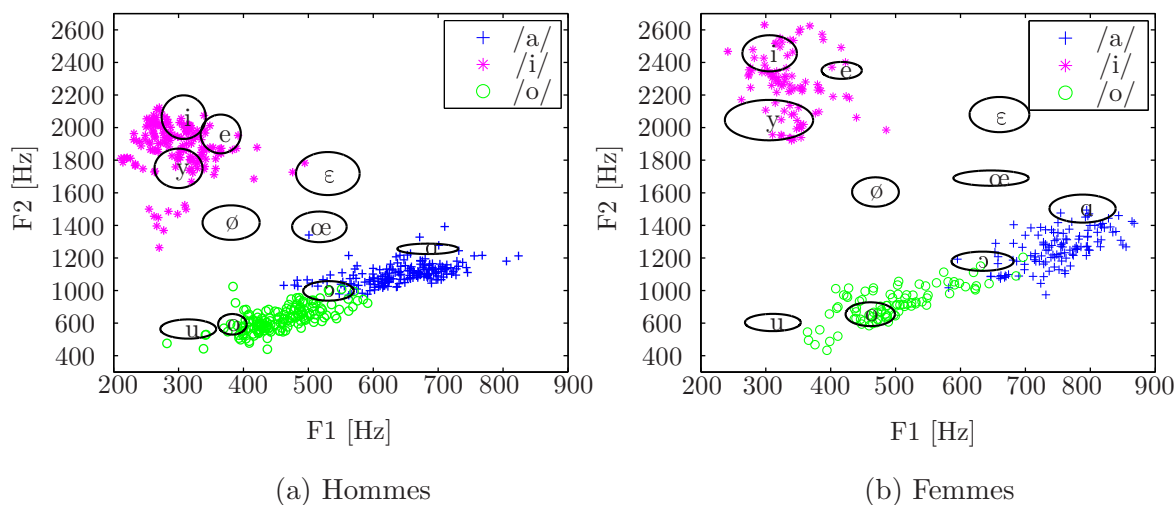 2600
2400
2200
2000
1800
1600
1400
1200
1000
800
600
400
F2 [Hz]
200 300 400 500 600 700 800 900
F1 [Hz]
/a/
/i/
/o/
i
e
y
ε
ø
œ
a
ɔ
o
u
(a) Hommes
2600
2400
2200
2000
1800
1600
1400
1200
1000
800
600
400
F2 [Hz]
200 300 400 500 600 700 800 900
F1 [Hz]
/a/
/i/
/o/
i
e
y
ε
œ
ø
a
ɔ
o
u
(b) Femmes